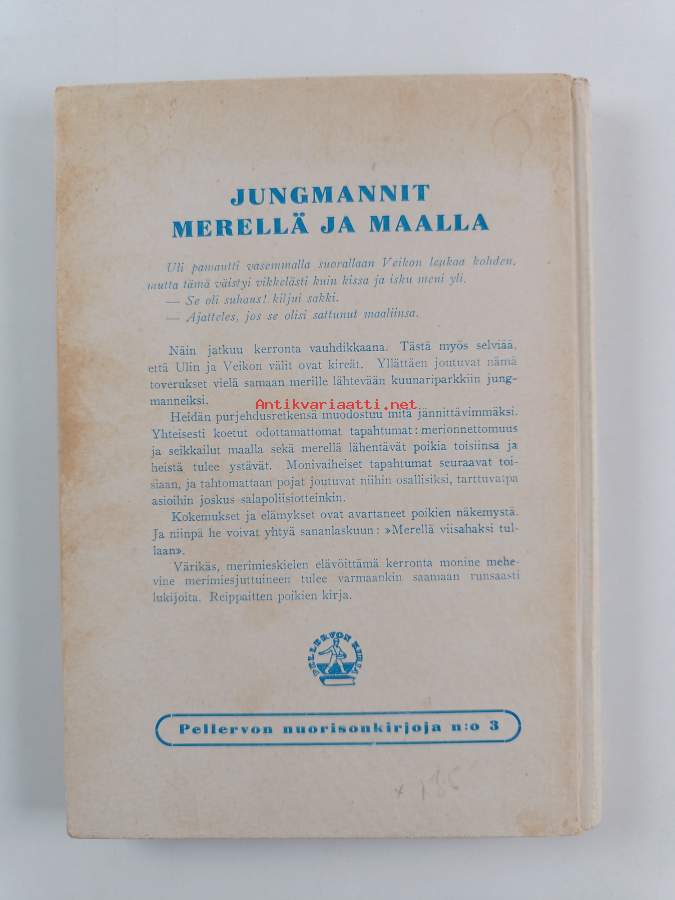 JUNGMANNIT
MERELLÄ JA MAALLA
Uli pamautti vasemmalla suorallaan Veikon leukaa kohden,
mutta tämä väistyi vikkelästi kuin kissa ja isku meni yli.
— Se oli suhaus! kiljui sakki.
— Ajatteles, jos se olisi sattunut maaliinsa.
Näin jatkuu kerronta vauhdikkaana. Tästä myös selviää,
että Ulin ja Veikon välit ovat kireät. Yllättäen joutuvat nämä
toverukset vielä samaan merille lähtevään kuunariparkkiin jung-
manneiksi.
Antikvariaatti.net
Heidän purjehdusretkensä muodostuu mitä jännittävimmäksi.
Yhteisesti koetut odottamattomat tapahtumat: merionnettomuus
ja seikkailut maalla sekä merellä lähentävät poikia toisiinsa ja
heistä tulee ystävät. Monivaiheiset tapahtumat seuraavat toi-
siaan, ja tahtomattaan pojat joutuvat niihin osallisiksi, tarttuvatpa
asioihin joskus salapoliisiotteinkin.
Kokemukset ja elämykset ovat avartaneet poikien näkemystä.
Ja niinpä he voivat yhtyä sananlaskuun: »Merellä viisahaksi tul-
laan».
Värikäs, merimieskielen elävöittämä kerronta monine mehe-
vine merimiesjuttuineen tulee varmaankin saamaan runsaasti
lukijoita. Reippaitten poikien kirja.
PELLERVON KIRJA
Pellervon nuorisonkirjoja n:o 3